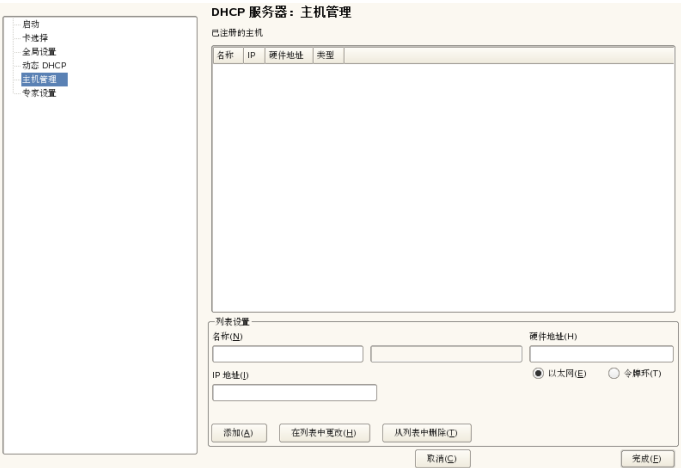 启动
卡选择
全局设置
动态 DHCP
主机管理
专家设置
DHCP 服务器：主机管理
已注册的主机
名称 IP 硬件地址 类型
列表设置
名称(N) 硬件地址(H)
以太网(E) 令牌环(T)
IP 地址(I)
添加(A) 在列表中更改(H) 从列表中删除(T)
取消(C) 完成(F)